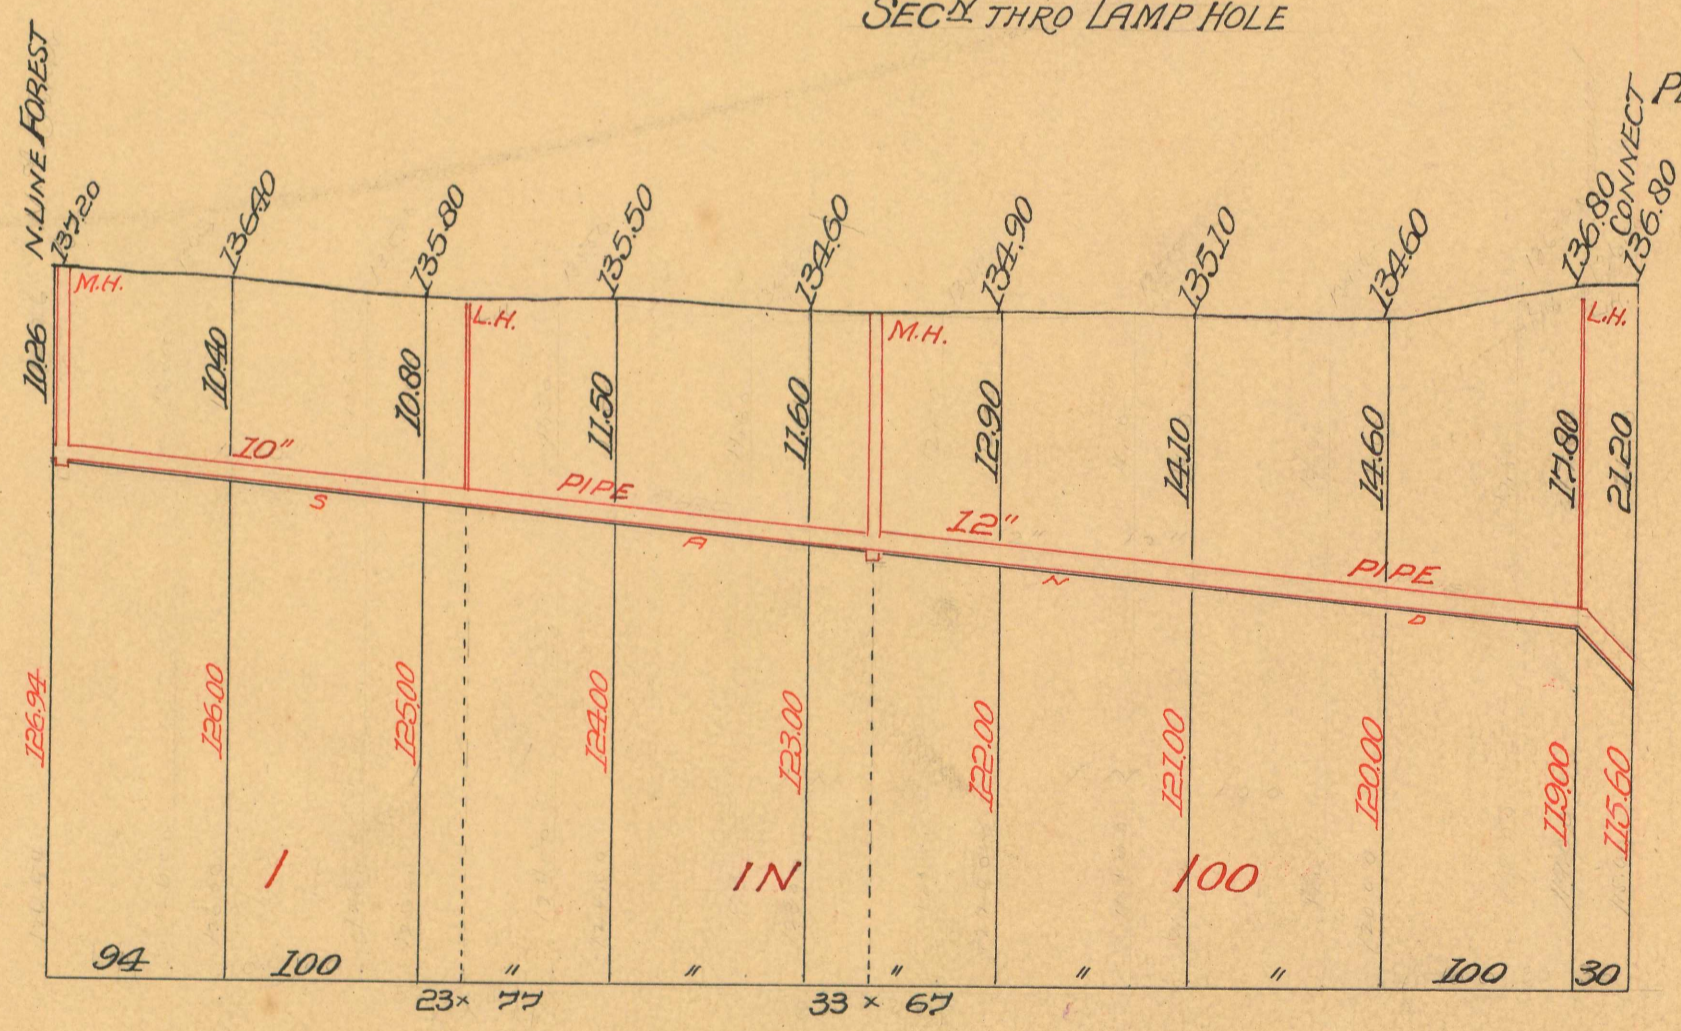 SECN THRO LAMP HOLE
N. LINE FOREST
CONNECT
137.20 136.40 135.80 135.50 134.60 134.90 135.10 134.60 136.80 136.80
M.H. L.H. M.H. L.H.
10.26 10.40 10.80 11.50 11.60 12.90 14.10 14.60 17.80 21.20
10" PIPE 12" PIPE
S A N D
126.94 126.00 125.00 124.00 123.00 122.00 121.00 120.00 119.00 115.60
1 IN 100
94 100 " " " " " 100 30
23 × 77 33 × 67